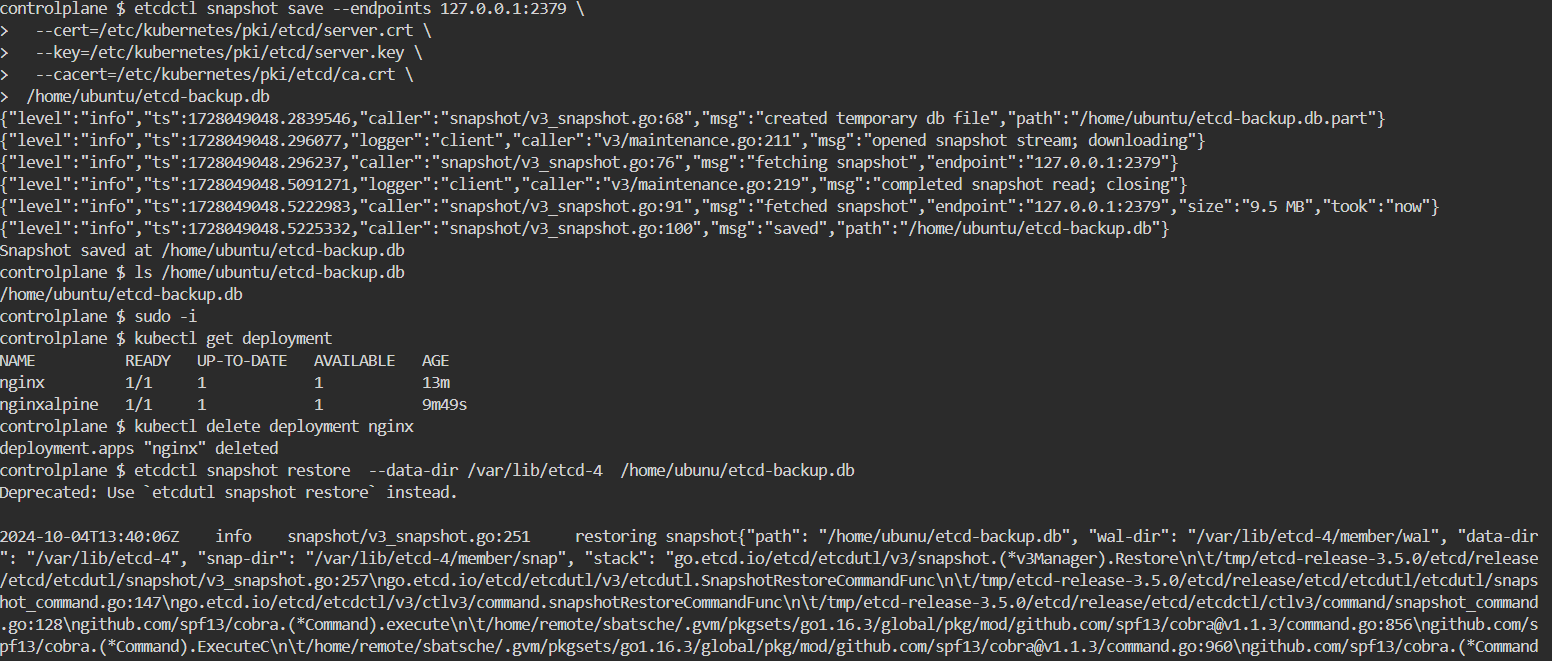 controlplane $ etcdctl snapshot save --endpoints 127.0.0.1:2379 \
>   --cert=/etc/kubernetes/pki/etcd/server.crt \
>   --key=/etc/kubernetes/pki/etcd/server.key \
>   --cacert=/etc/kubernetes/pki/etcd/ca.crt \
>  /home/ubuntu/etcd-backup.db
{"level":"info","ts":1728049048.2839546,"caller":"snapshot/v3_snapshot.go:68","msg":"created temporary db file","path":"/home/ubuntu/etcd-backup.db.part"}
{"level":"info","ts":1728049048.296077,"logger":"client","caller":"v3/maintenance.go:211","msg":"opened snapshot stream; downloading"}
{"level":"info","ts":1728049048.296237,"caller":"snapshot/v3_snapshot.go:76","msg":"fetching snapshot","endpoint":"127.0.0.1:2379"}
{"level":"info","ts":1728049048.5091271,"logger":"client","caller":"v3/maintenance.go:219","msg":"completed snapshot read; closing"}
{"level":"info","ts":1728049048.5222983,"caller":"snapshot/v3_snapshot.go:91","msg":"fetched snapshot","endpoint":"127.0.0.1:2379","size":"9.5 MB","took":"now"}
{"level":"info","ts":1728049048.5225332,"caller":"snapshot/v3_snapshot.go:100","msg":"saved","path":"/home/ubuntu/etcd-backup.db"}
Snapshot saved at /home/ubuntu/etcd-backup.db
controlplane $ ls /home/ubuntu/etcd-backup.db
/home/ubuntu/etcd-backup.db
controlplane $ sudo -i
controlplane $ kubectl get deployment
NAME          READY   UP-TO-DATE   AVAILABLE   AGE
nginx         1/1     1            1           13m
nginxalpine   1/1     1            1           9m49s
controlplane $ kubectl delete deployment nginx
deployment.apps "nginx" deleted
controlplane $ etcdctl snapshot restore  --data-dir /var/lib/etcd-4  /home/ubunu/etcd-backup.db
Deprecated: Use `etcdutl snapshot restore` instead.
2024-10-04T13:40:06Z    info    snapshot/v3_snapshot.go:251     restoring snapshot{"path": "/home/ubunu/etcd-backup.db", "wal-dir": "/var/lib/etcd-4/member/wal", "data-dir
": "/var/lib/etcd-4", "snap-dir": "/var/lib/etcd-4/member/snap", "stack": "go.etcd.io/etcd/etcdutl/v3/snapshot.(*v3Manager).Restore\n\t/tmp/etcd-release-3.5.0/etcd/release
/etcd/etcdutl/snapshot/v3_snapshot.go:257\ngo.etcd.io/etcd/etcdutl/v3/etcdutl.SnapshotRestoreCommandFunc\n\t/tmp/etcd-release-3.5.0/etcd/release/etcd/etcdutl/etcdutl/snaps
hot_command.go:147\ngo.etcd.io/etcd/etcdctl/v3/ctlv3/command.snapshotRestoreCommandFunc\n\t/tmp/etcd-release-3.5.0/etcd/release/etcd/etcdctl/ctlv3/command/snapshot_command
.go:128\ngithub.com/spf13/cobra.(*Command).execute\n\t/home/remote/sbatsche/.gvm/pkgsets/go1.16.3/global/pkg/mod/github.com/spf13/cobra@v1.1.3/command.go:856\ngithub.com/s
pf13/cobra.(*Command).ExecuteC\n\t/home/remote/sbatsche/.gvm/pkgsets/go1.16.3/global/pkg/mod/github.com/spf13/cobra@v1.1.3/command.go:960\ngithub.com/spf13/cobra.(*Command